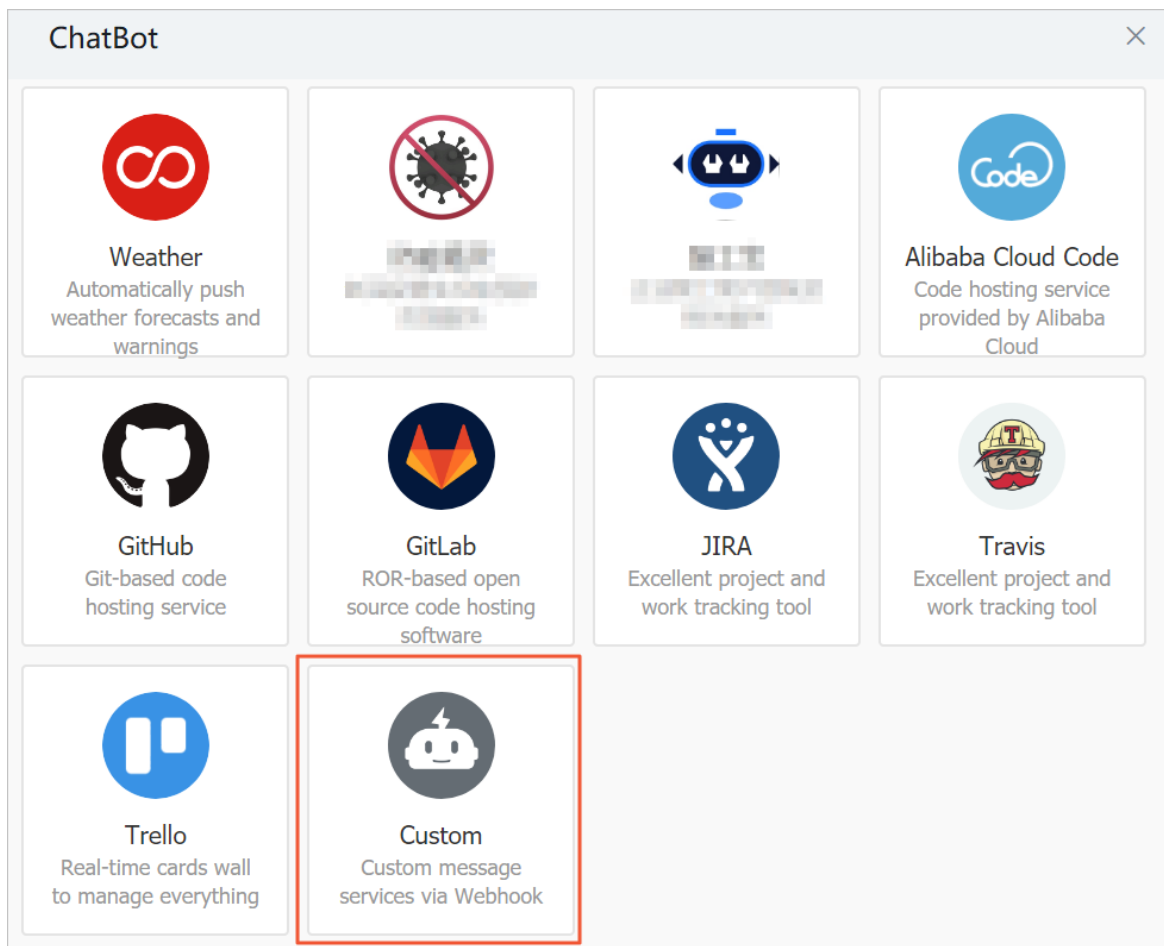 ChatBot
Weather
Automatically push
weather forecasts and
warnings
Alibaba Cloud Code
Code hosting service
provided by Alibaba
Cloud
Code
GitHub
Git-based code
hosting service
GitLab
ROR-based open
source code hosting
software
JIRA
Excellent project and
work tracking tool
T
Travis
Excellent project and
work tracking tool
Trello
Real-time cards wall
to manage everything
Custom
Custom message
services via Webhook